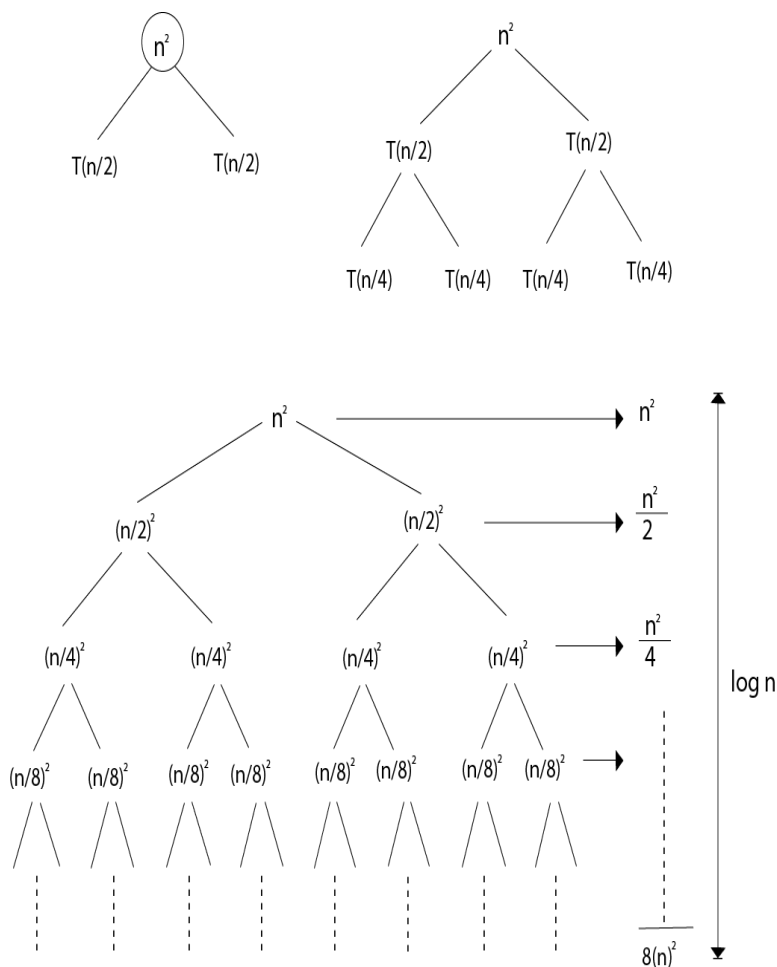 n²
T(n/2) T(n/2)
n²
T(n/2) T(n/2)
T(n/4) T(n/4) T(n/4) T(n/4)
n² n²
(n/2)² (n/2)² n²/2
(n/4)² (n/4)² (n/4)² (n/4)² n²/4
log n
(n/8)² (n/8)² (n/8)² (n/8)² (n/8)² (n/8)² (n/8)² (n/8)²
8(n)²